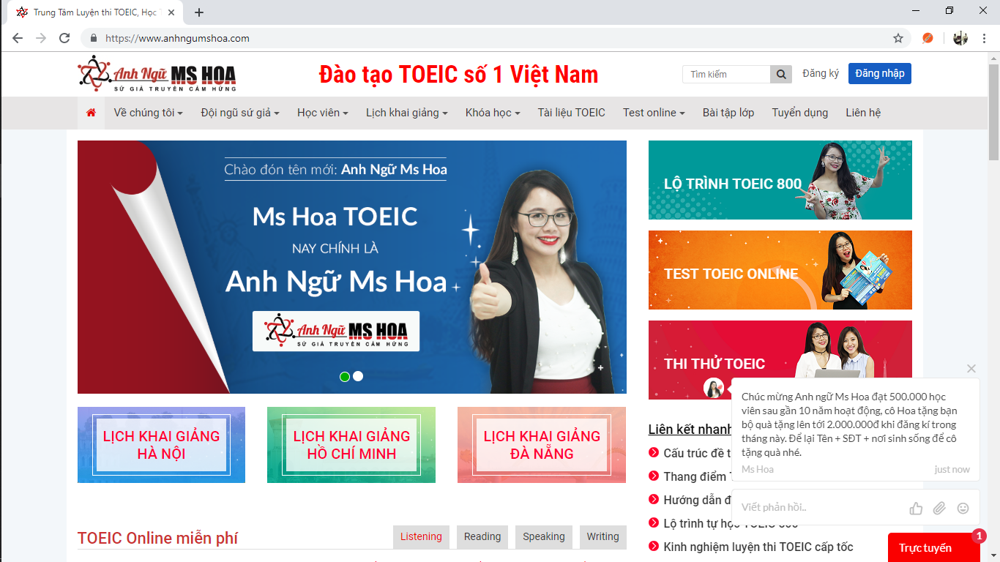 Trung Tâm Luyện thi TOEIC, Học
https://www.anhngumshoa.com
Anh Ngữ MS HOA
SỨ GIẢ TRUYỀN CẢM HỨNG
Đào tạo TOEIC số 1 Việt Nam
Tìm kiếm
Đăng ký
Đăng nhập
Về chúng tôi
Đội ngũ sứ giả
Học viên
Lịch khai giảng
Khóa học
Tài liệu TOEIC
Test online
Bài tập lớp
Tuyển dụng
Liên hệ
Chào đón tên mới: Anh Ngữ Ms Hoa
Ms Hoa TOEIC
NAY CHÍNH LÀ
Anh Ngữ Ms Hoa
Anh Ngữ MS HOA
SỨ GIẢ TRUYỀN CẢM HỨNG
LỘ TRÌNH TOEIC 800
TEST TOEIC ONLINE
THI THỬ TOEIC
LỊCH KHAI GIẢNG
HÀ NỘI
LỊCH KHAI GIẢNG
HỒ CHÍ MINH
LỊCH KHAI GIẢNG
ĐÀ NẴNG
Liên kết nhanh
Cấu trúc đề t
Thang điểm
Hướng dẫn đ
Lộ trình tự học TOEIC
Kinh nghiệm luyện thi TOEIC cấp tốc
Chúc mừng Anh ngữ Ms Hoa đạt 500.000 học
viên sau gần 10 năm hoạt động, cô Hoa tặng bạn
bộ quà tặng lên tới 2.000.000đ khi đăng kí trong
tháng này. Để lại Tên + SĐT + nơi sinh sống để cô
tặng quà nhé.
Ms Hoa
just now
Viết phản hồi..
Trực tuyến
1
TOEIC Online miễn phí
Listening
Reading
Speaking
Writing